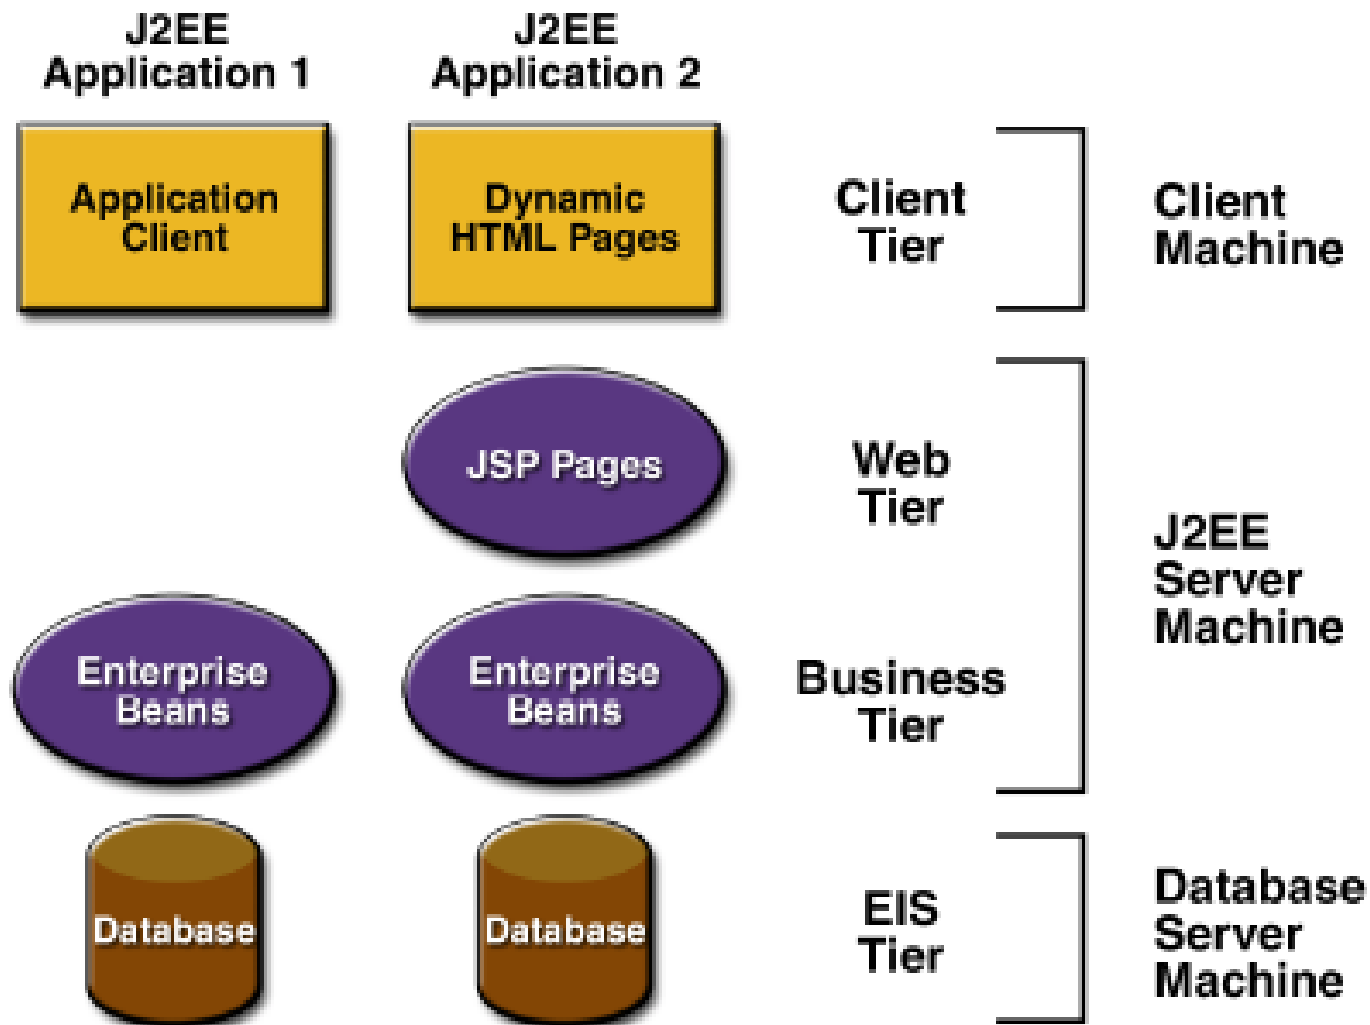 J2EE
Application 1
J2EE
Application 2
Application
Client
Dynamic
HTML Pages
Client
Tier
Client
Machine
JSP Pages
Web
Tier
J2EE
Server
Machine
Enterprise
Beans
Enterprise
Beans
Business
Tier
Database
Database
EIS
Tier
Database
Server
Machine